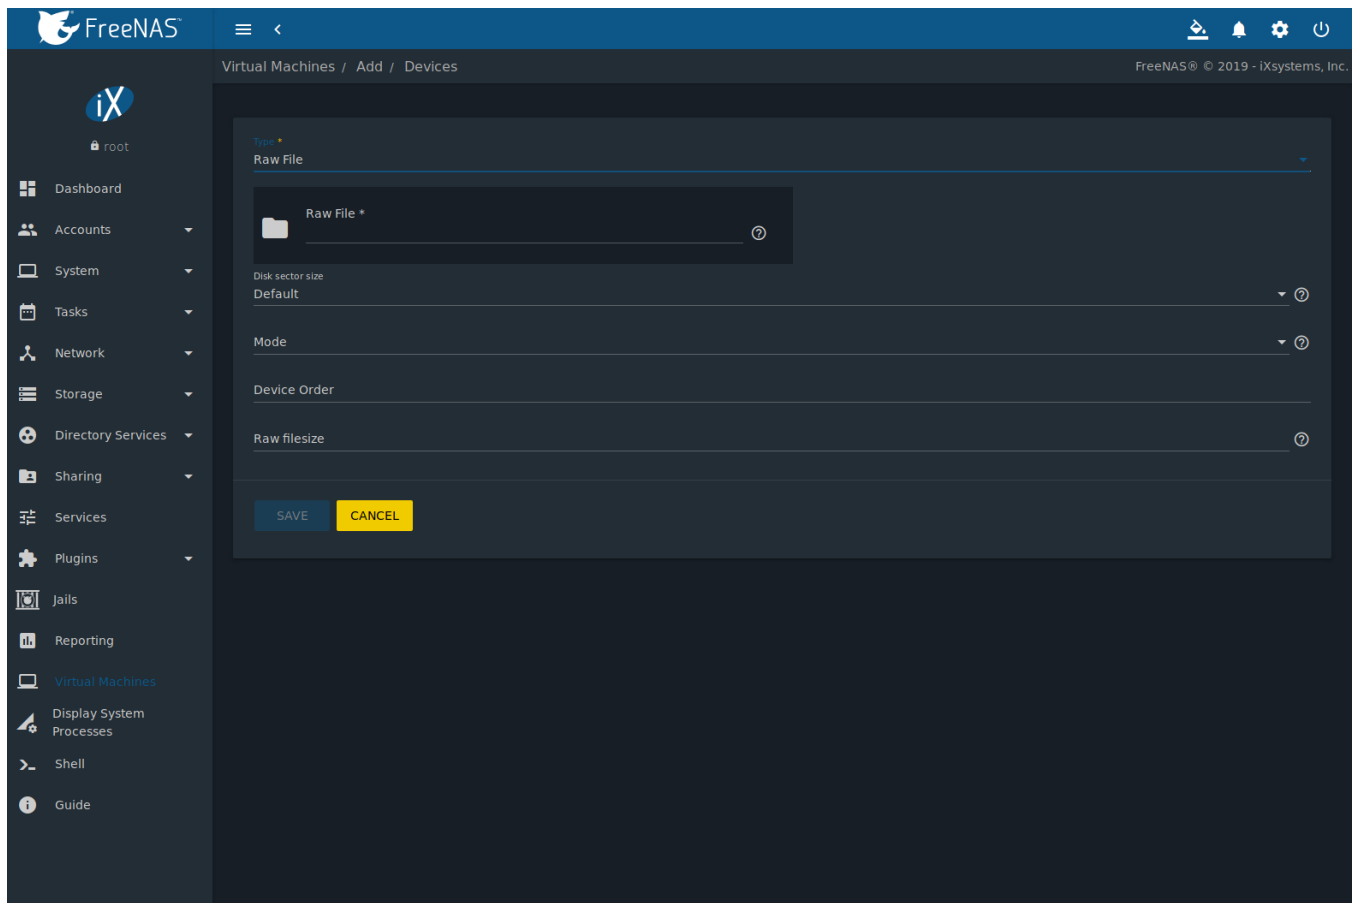 FreeNAS™
Virtual Machines / Add / Devices
FreeNAS® © 2019 - iXsystems, Inc.
iX
root
Dashboard
Accounts
System
Tasks
Network
Storage
Directory Services
Sharing
Services
Plugins
Jails
Reporting
Virtual Machines
Display System
Processes
Shell
Guide
Type *
Raw File
Raw File *
Disk sector size
Default
Mode
Device Order
Raw filesize
SAVE
CANCEL